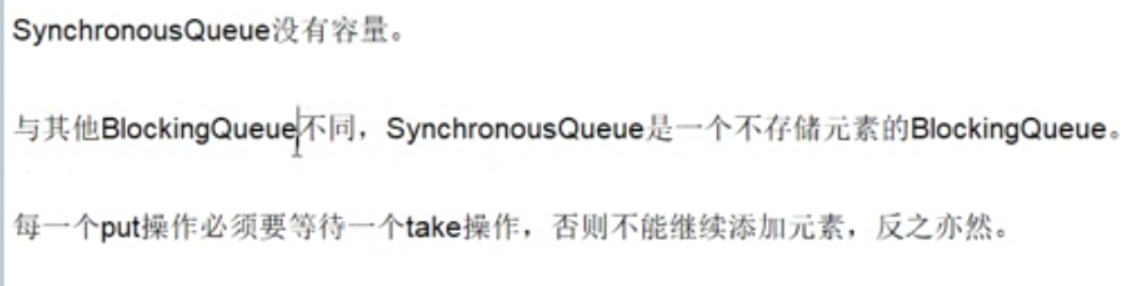 SynchronousQueue没有容量。
与其他BlockingQueue不同，SynchronousQueue是一个不存储元素的BlockingQueue。
每一个put操作必须要等待一个take操作，否则不能继续添加元素，反之亦然。